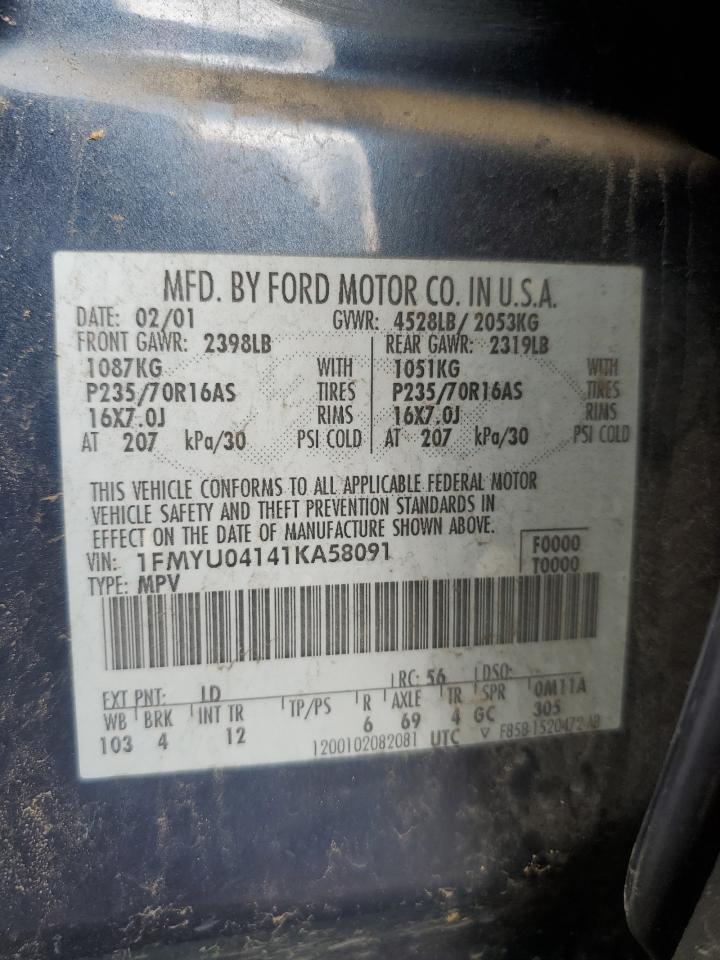 MFD. BY FORD MOTOR CO. IN U.S.A.
DATE: 02/01 GVWR: 4528LB/ 2053KG
FRONT GAWR: 2398LB REAR GAWR: 2319LB
1087KG WITH 1051KG WITH
P235/70R16AS TIRES P235/70R16AS TIRES
16X7.0J RIMS 16X7.0J RIMS
AT 207 kPa/30 PSI COLD AT 207 kPa/30 PSI COLD
THIS VEHICLE CONFORMS TO ALL APPLICABLE FEDERAL MOTOR
VEHICLE SAFETY AND THEFT PREVENTION STANDARDS IN
EFFECT ON THE DATE OF MANUFACTURE SHOWN ABOVE.
VIN: 1FMYU04141KA58091 F0000
TYPE: MPV T0000
EXT PNT: LD RC: 56 DSO:
WB BRK INT TR TP/PS R AXLE TR SPR 0M11A
103 4 12 6 69 4 GC 305
1200102082081 UTC ▽ F85B-1520472-AB